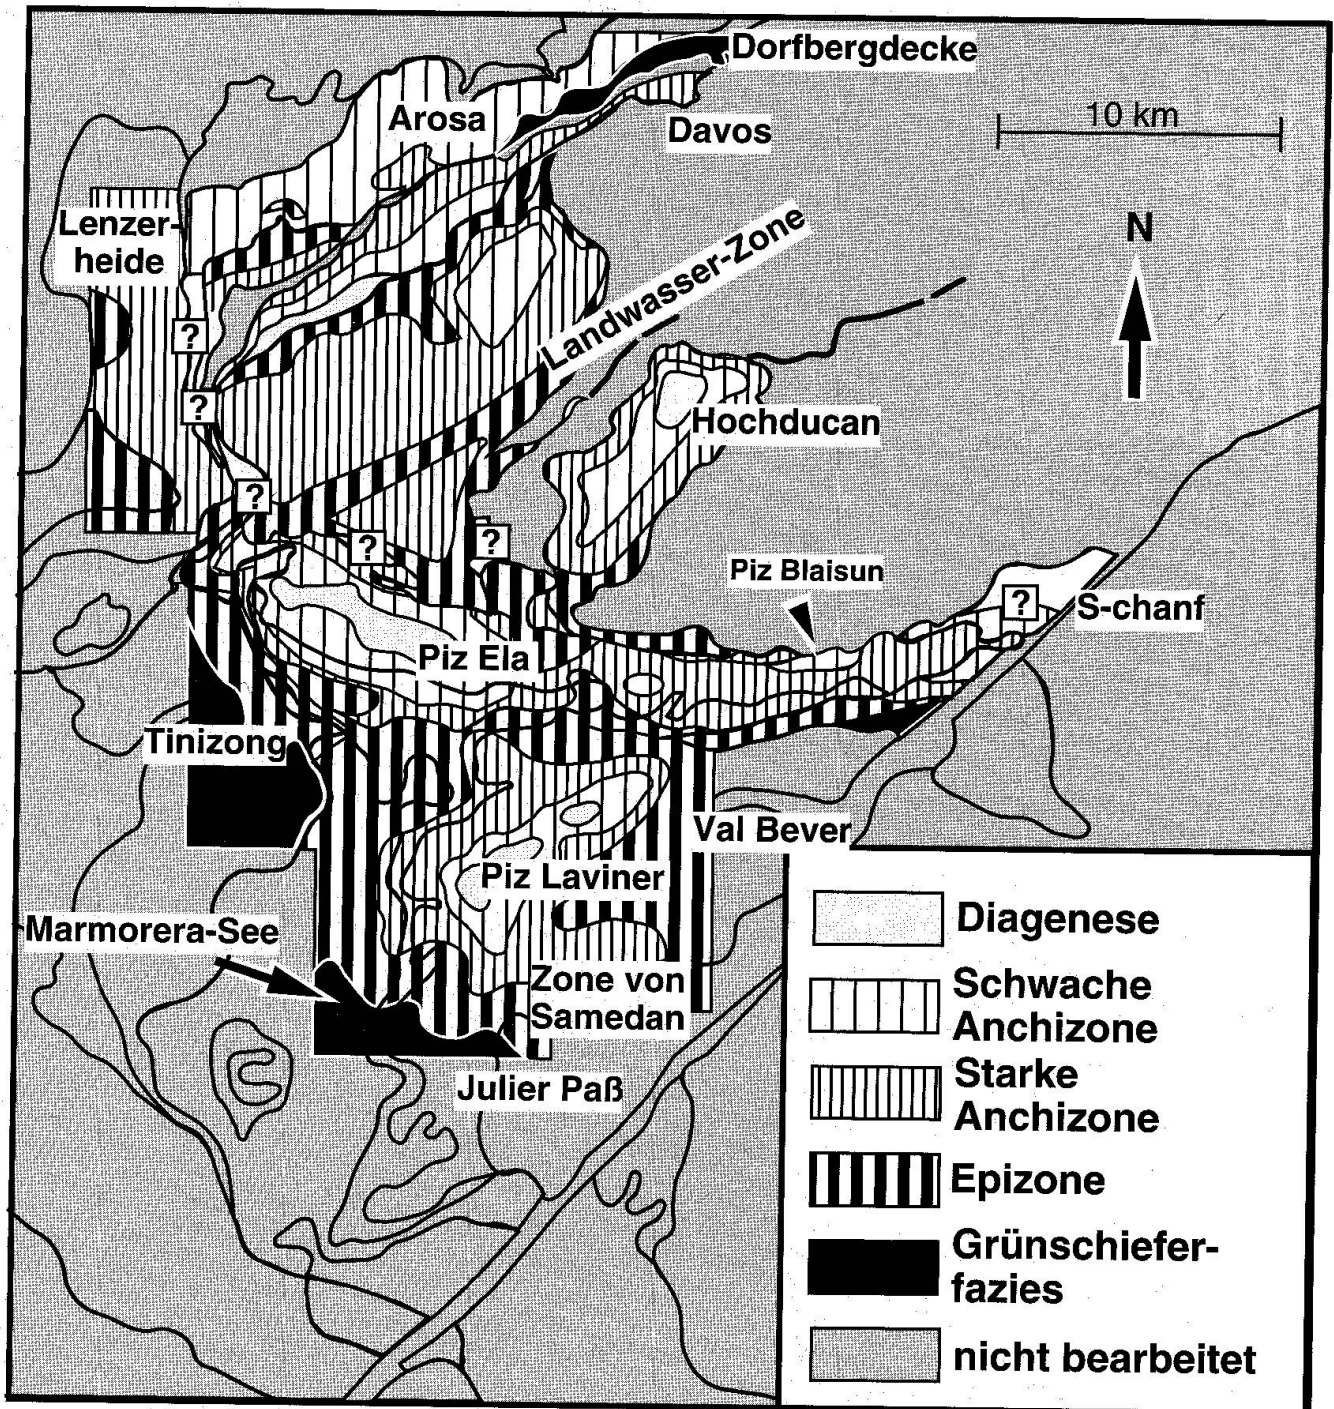 Dorfbergdecke
Arosa
Davos
10 km
Lenzer-
heide
N
Landwasser-Zone
?
?
Hochducan
?
?
?
Piz Blaisun
?
S-chanf
Piz Ela
Tinizong
Val Bever
Piz Laviner
Marmorera-See
Zone von
Samedan
Julier Paß
Diagenese
Schwache
Anchizone
Starke
Anchizone
Epizone
Grünschiefer-
fazies
nicht bearbeitet